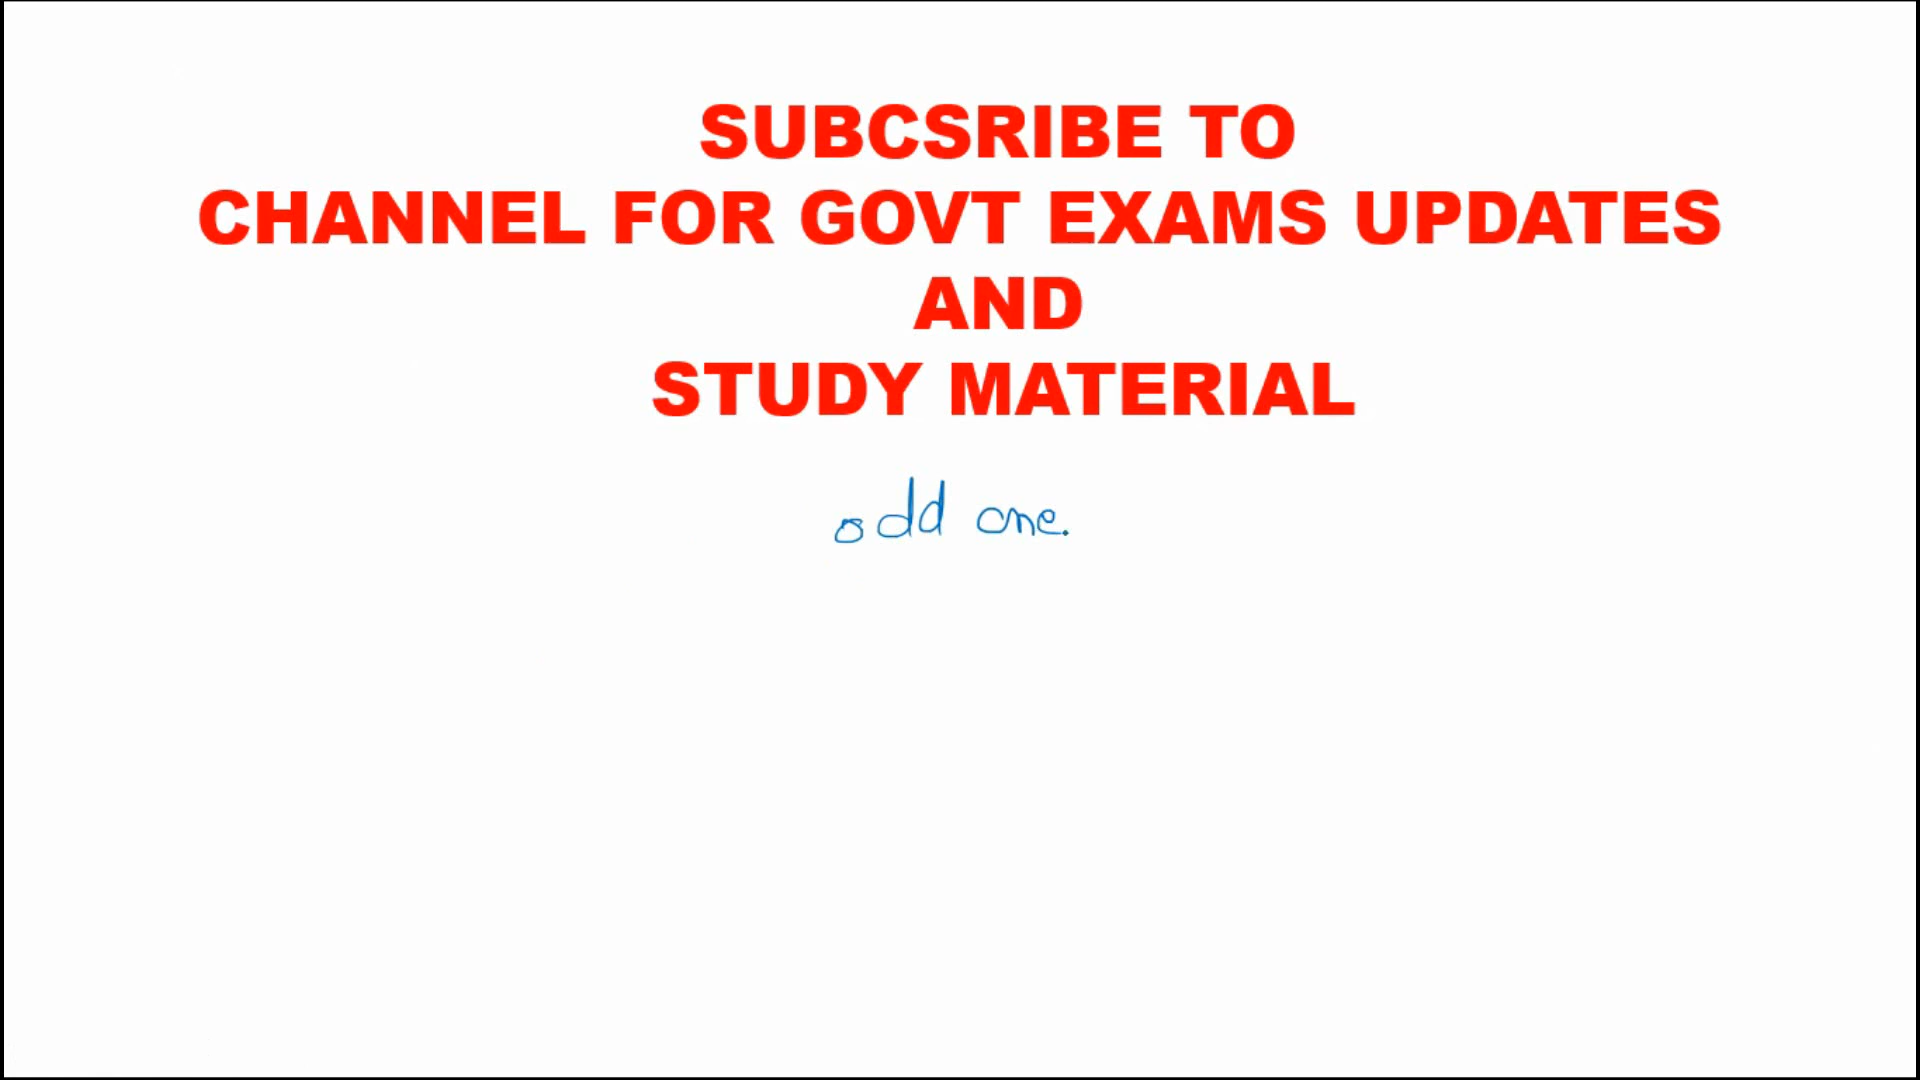 SUBCSRIBE TO
CHANNEL FOR GOVT EXAMS UPDATES
AND
STUDY MATERIAL
odd one.